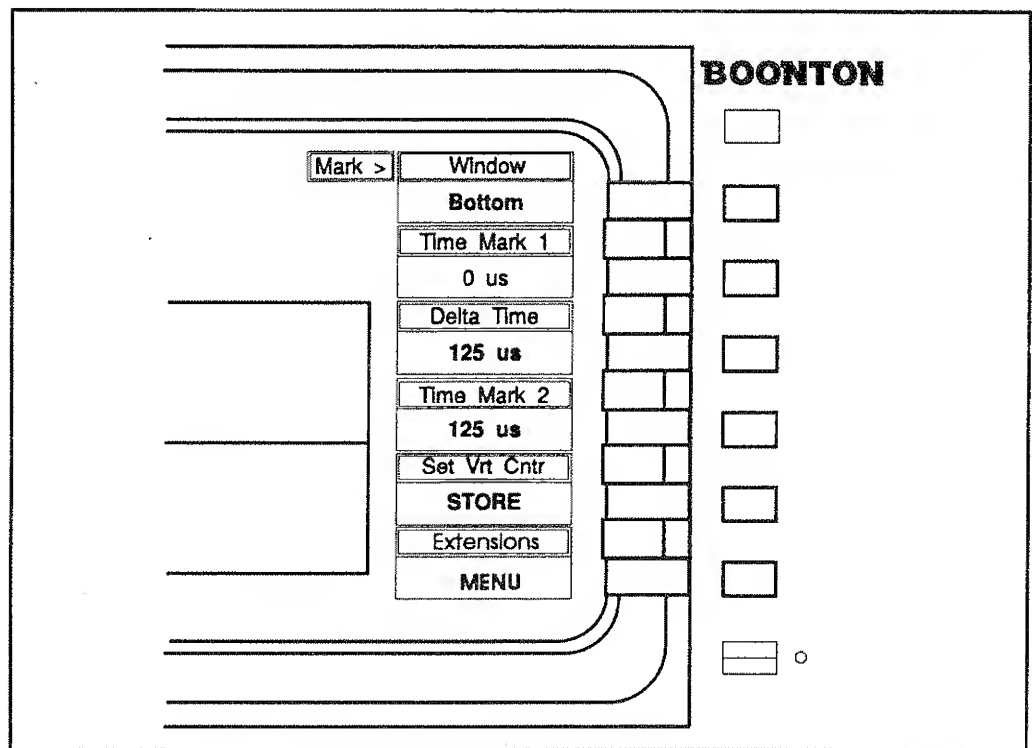 BOONTON
Mark > Window
Bottom
Time Mark 1
0 us
Delta Time
125 us
Time Mark 2
125 us
Set Vrt Cntr
STORE
Extensions
MENU